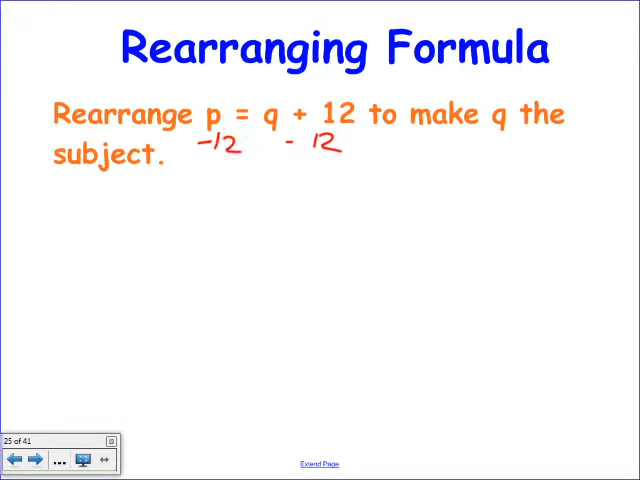 Rearranging Formula
Rearrange p = q + 12 to make q the
-12 - 12
subject.
25 of 41
...
Extend Page